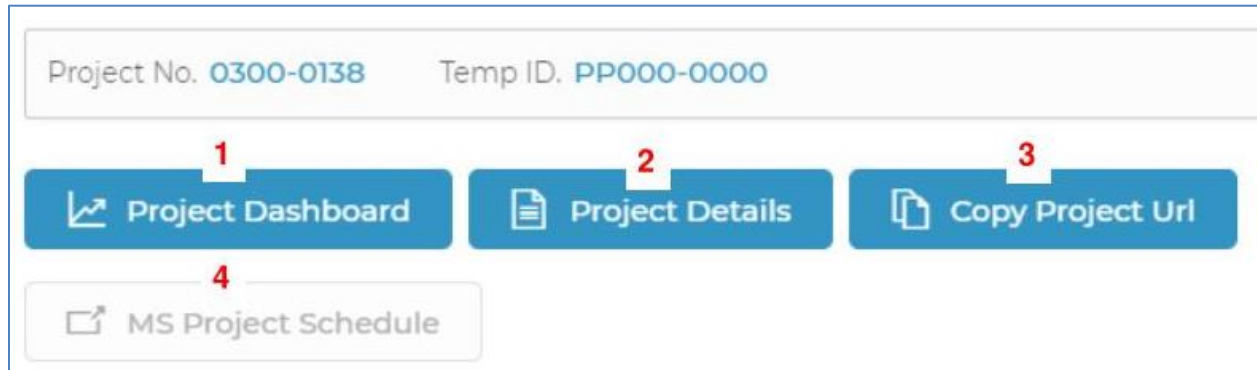 Project No. 0300-0138 Temp ID. PP000-0000
1 2 3
Project Dashboard Project Details Copy Project Url
4
MS Project Schedule